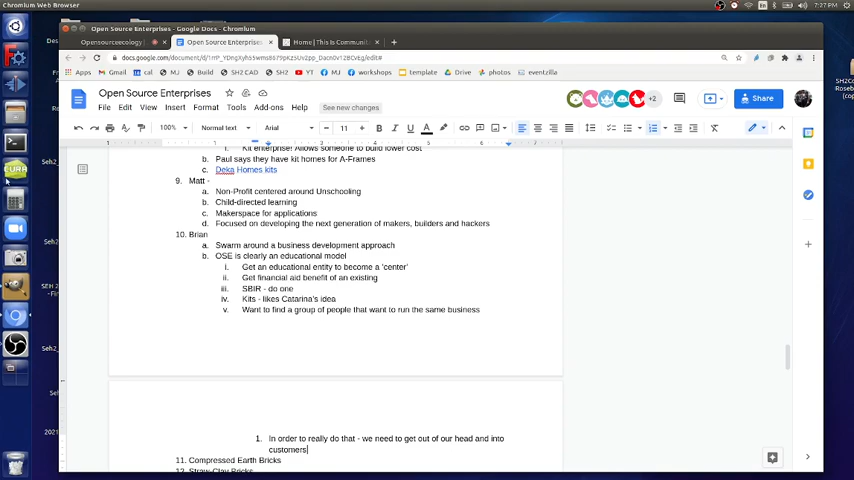 Chromium Web Browser
7:27 PM
Open Source Enterprises - Google Docs - Chromium
Opensourceecology
Open Source Enterprises
Home | This Is Communit
Apps
Gmail
cal
MJ
Build
SH2 CAD
SH2
YT
MJ
workshops
template
Drive
photos
eventzilla
Open Source Enterprises
File Edit View Insert Format Tools Add-ons Help
See new changes
+2
Share
100%
Normal text
Arial
11
Kit enterprise! Allows someone to build lower cost
b. Paul says they have kit homes for A-Frames
c. Deka Homes kits
9. Matt -
a. Non-Profit centered around Unschooling
b. Child-directed learning
c. Makerspace for applications
d. Focused on developing the next generation of makers, builders and hackers
10. Brian
a. Swarm around a business development approach
b. OSE is clearly an educational model
i. Get an educational entity to become a 'center'
ii. Get financial aid benefit of an existing
iii. SBIR - do one
iv. Kits - likes Catarina's idea
v. Want to find a group of people that want to run the same business
1. In order to really do that - we need to get out of our head and into
customers
11. Compressed Earth Bricks
12. Straw-Clay Bricks